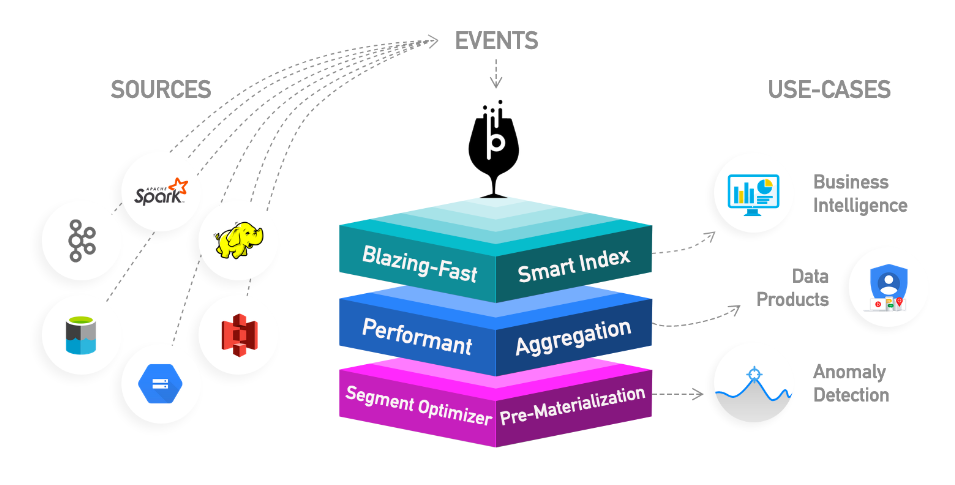 EVENTS
SOURCES
USE-CASES
APACHE
Spark
Business
Intelligence
Blazing-Fast
Smart Index
Data
Products
Performant
Aggregation
Segment Optimizer
Pre-Materialization
Anomaly
Detection